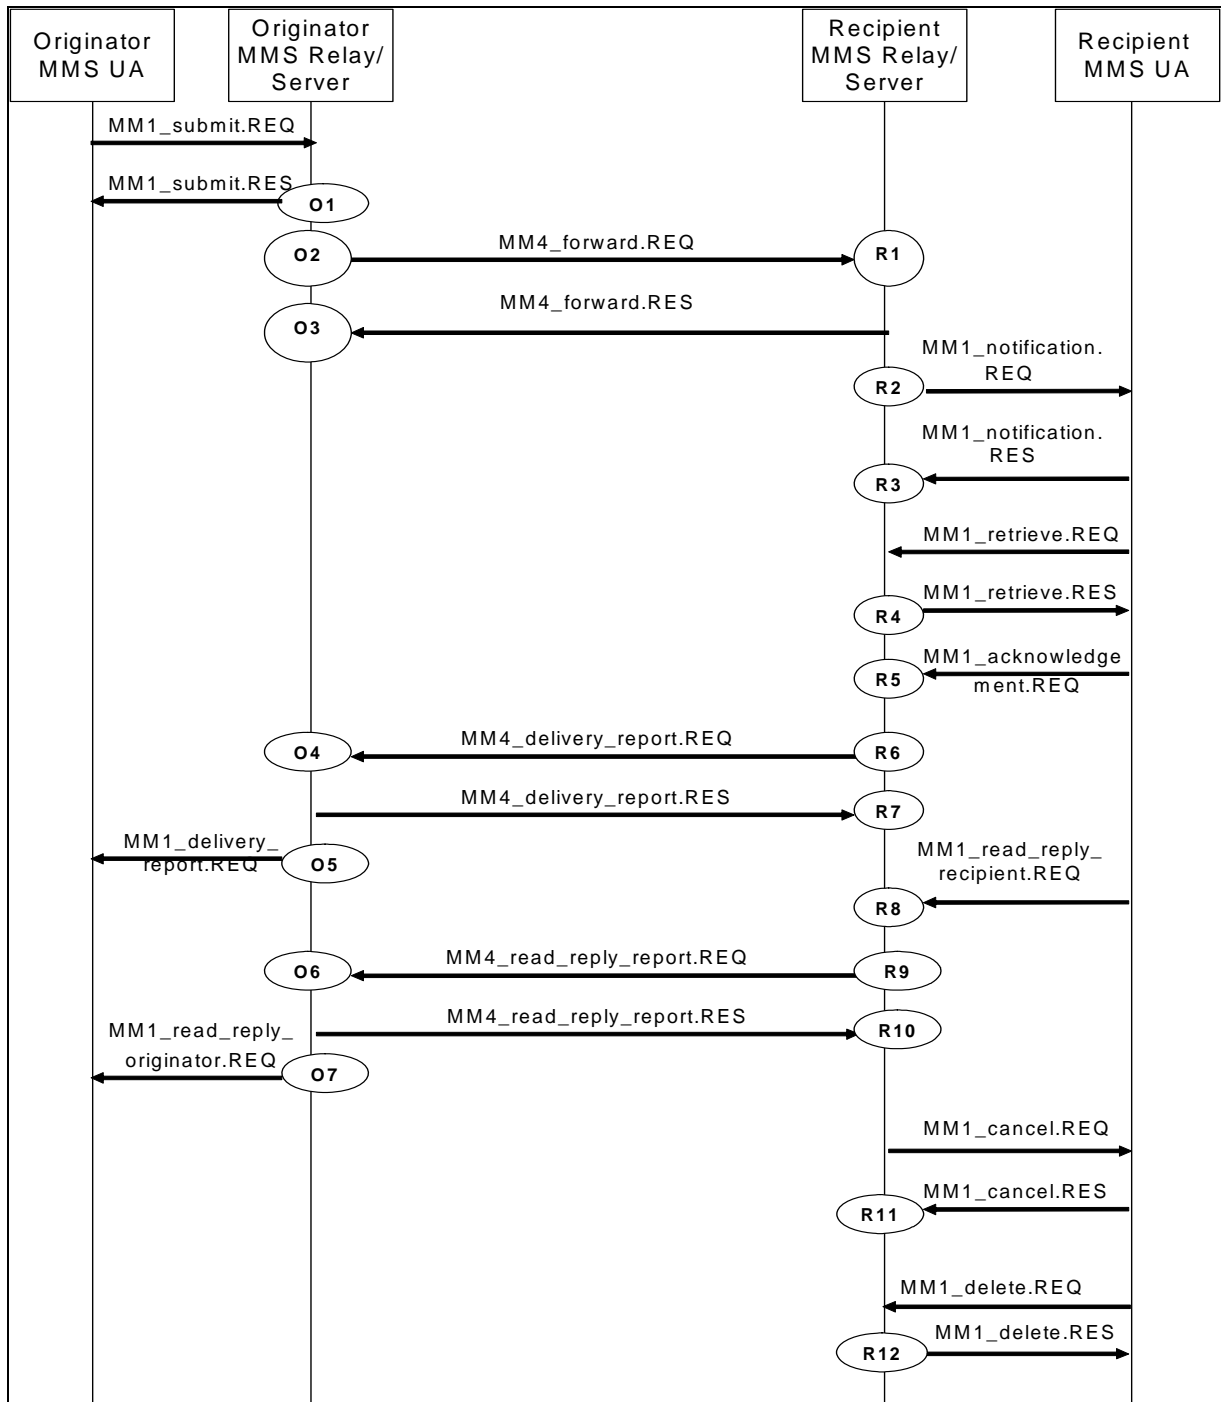 Originator
MMS UA
Originator
MMS Relay/
Server
Recipient
MMS Relay/
Server
Recipient
MMS UA
MM1_submit.REQ
MM1_submit.RES
O1
O2
MM4_forward.REQ
R1
MM4_forward.RES
O3
MM1_notification.
REQ
R2
MM1_notification.
RES
R3
MM1_retrieve.REQ
MM1_retrieve.RES
R4
MM1_acknowledge
ment.REQ
R5
O4
MM4_delivery_report.REQ
R6
MM4_delivery_report.RES
R7
MM1_delivery_
report.REQ
O5
MM1_read_reply_
recipient.REQ
R8
O6
MM4_read_reply_report.REQ
R9
MM4_read_reply_report.RES
R10
MM1_read_reply_
originator.REQ
O7
MM1_cancel.REQ
MM1_cancel.RES
R11
MM1_delete.REQ
MM1_delete.RES
R12